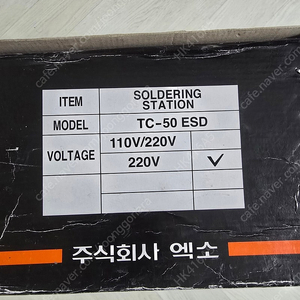 ITEM SOLDERING STATION
MODEL TC-50 ESD
VOLTAGE 110V/220V
220V ✓
주식회사 엑소